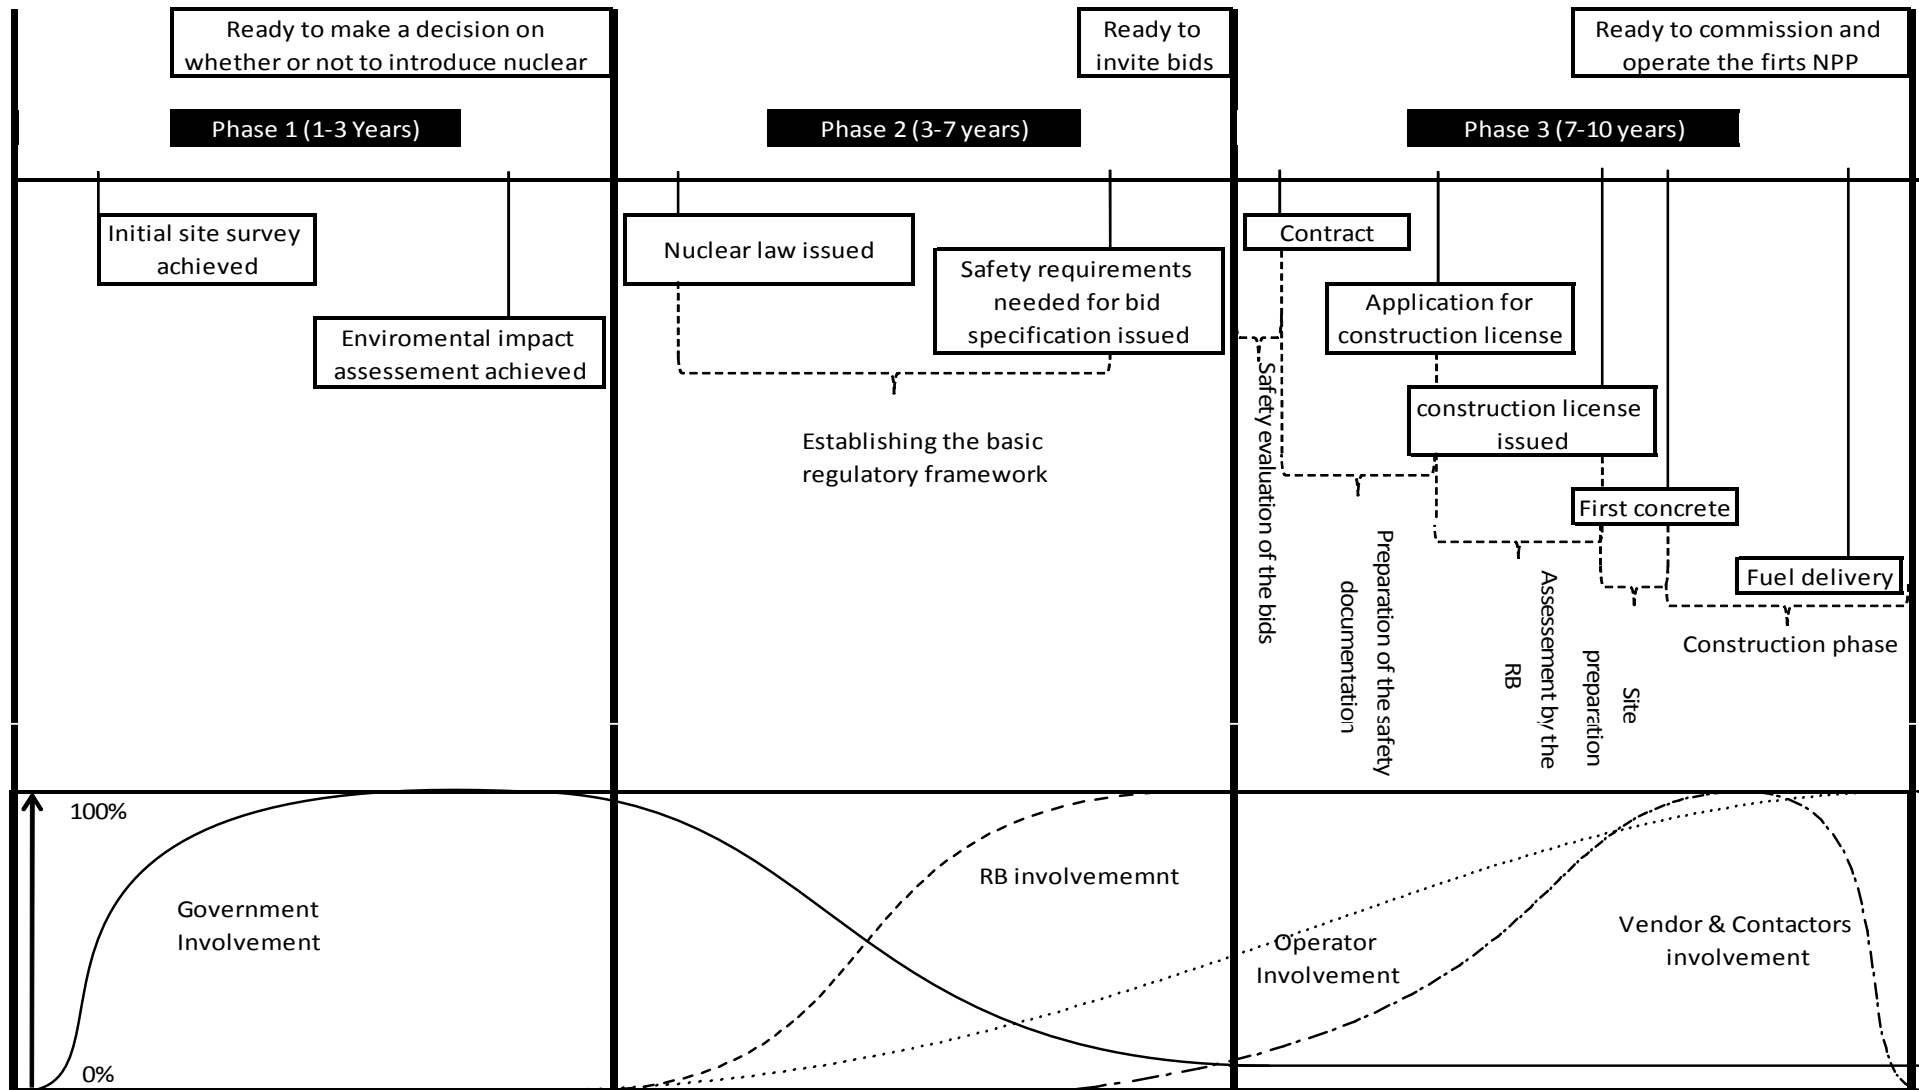 Ready to make a decision on
whether or not to introduce nuclear
Ready to
invite bids
Ready to commission and
operate the firts NPP
Phase 1 (1-3 Years)
Phase 2 (3-7 years)
Phase 3 (7-10 years)
Initial site survey
achieved
Enviromental impact
assessement achieved
Nuclear law issued
Safety requirements
needed for bid
specification issued
Establishing the basic
regulatory framework
Contract
Application for
construction license
construction license
issued
First concrete
Fuel delivery
Safety evaluation of the bids
Preparation of the safety
documentation
Assessement by the
RB
Site
preparation
Construction phase
100%
0%
Government
Involvement
RB involvememnt
Operator
Involvement
Vendor & Contactors
involvement